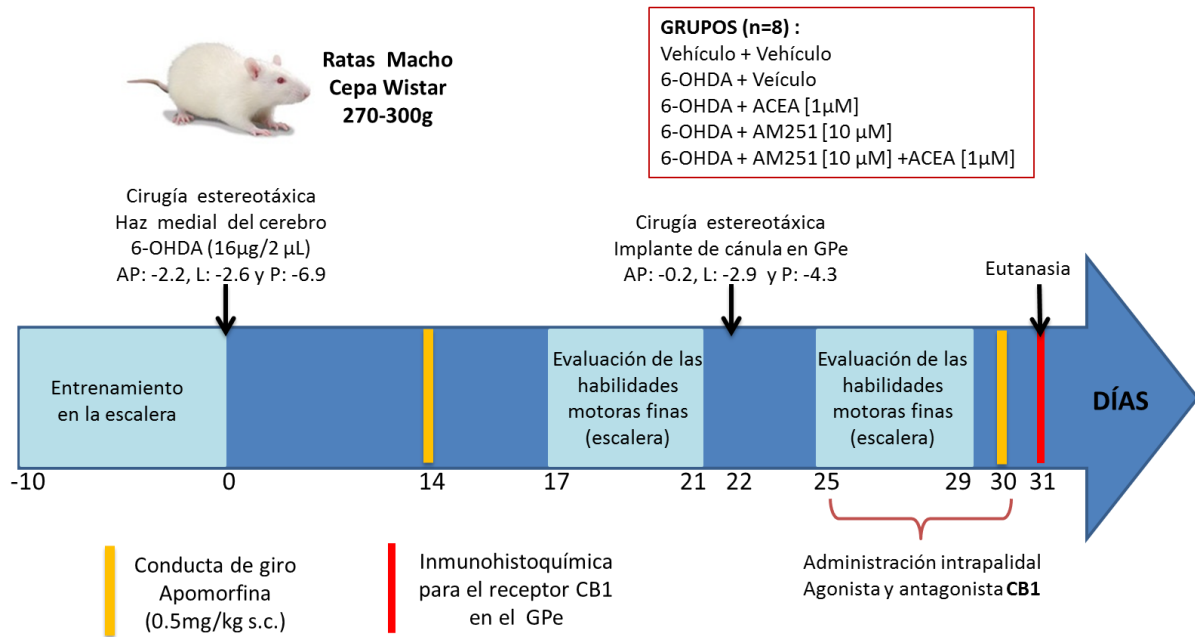 Ratas Macho
Cepa Wistar
270-300g
GRUPOS (n=8) :
Vehículo + Vehículo
6-OHDA + Veículo
6-OHDA + ACEA [1µM]
6-OHDA + AM251 [10 µM]
6-OHDA + AM251 [10 µM] +ACEA [1µM]
Cirugía estereotáxica
Haz medial del cerebro
6-OHDA (16µg/2 µL)
AP: -2.2, L: -2.6 y P: -6.9
Cirugía estereotáxica
Implante de cánula en GPe
AP: -0.2, L: -2.9 y P: -4.3
Eutanasia
Entrenamiento
en la escalera
Evaluación de las
habilidades
motoras finas
(escalera)
Evaluación de las
habilidades
motoras finas
(escalera)
DÍAS
-10 0 14 17 21 22 25 29 30 31
Conducta de giro
Apomorfina
(0.5mg/kg s.c.)
Inmunohistoquímica
para el receptor CB1
en el GPe
Administración intrapalidal
Agonista y antagonista CB1